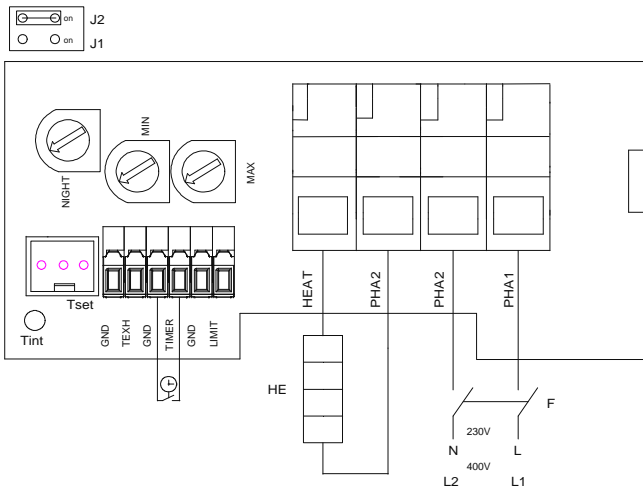 on J2
on J1
NIGHT
MIN
MAX
Tset
Tint
GND
TEXH
GND
TIMER
GND
LIMIT
HEAT
PHA2
PHA2
PHA1
HE
F
230V
N L
400V
L2 L1